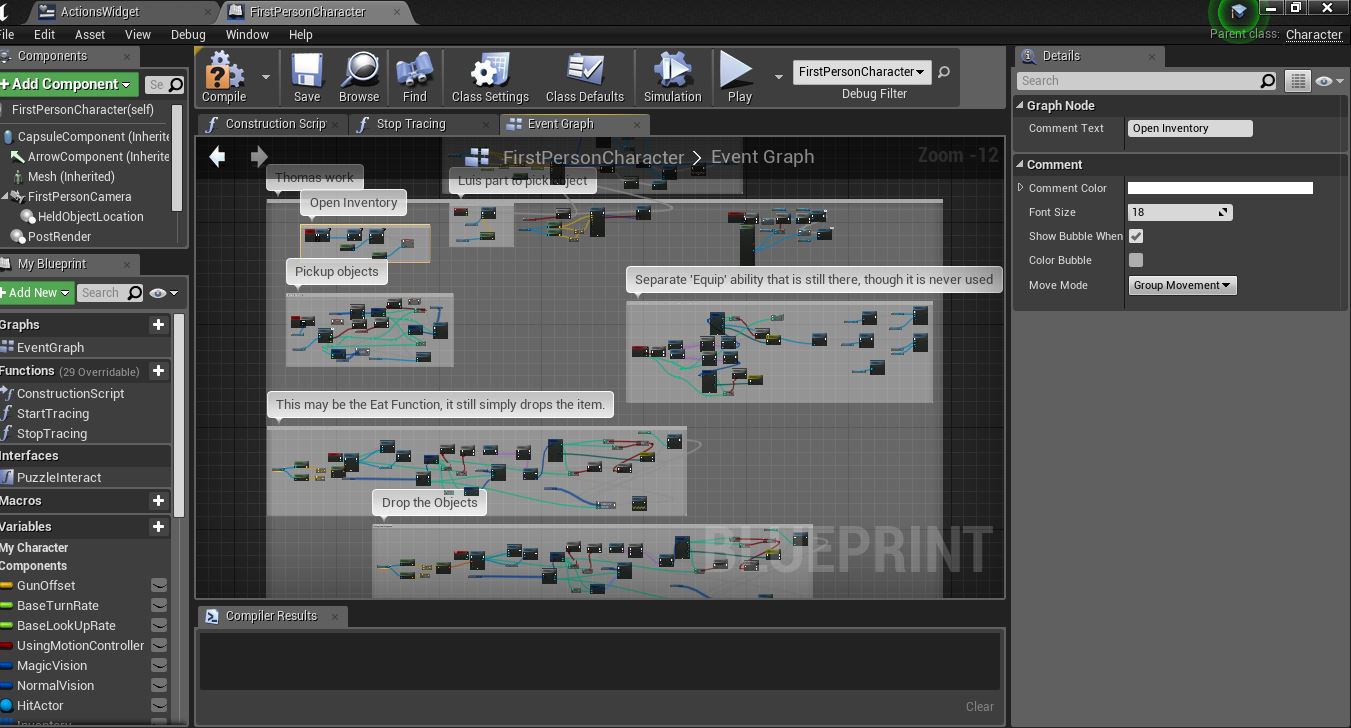 ActionsWidget
FirstPersonCharacter
File Edit Asset View Debug Window Help
Parent class: Character
Components
+Add Component
Se
FirstPersonCharacter(self)
CapsuleComponent (Inherite
ArrowComponent (Inherite
Mesh (Inherited)
FirstPersonCamera
HeldObjectLocation
PostRender
My Blueprint
+Add New
Search
Graphs
EventGraph
Functions (29 Overridable)
ConstructionScript
StartTracing
StopTracing
Interfaces
PuzzleInteract
Macros
Variables
My Character
Components
GunOffset
BaseTurnRate
BaseLookUpRate
UsingMotionController
MagicVision
NormalVision
HitActor
Inventory
Compile
Save
Browse
Find
Class Settings
Class Defaults
Simulation
Play
FirstPersonCharacter
Debug Filter
Construction Scrip
Stop Tracing
Event Graph
FirstPersonCharacter > Event Graph
Zoom -12
Thomas work
Luis part to pick object
Open Inventory
Pickup objects
Separate 'Equip' ability that is still there, though it is never used
This may be the Eat Function, it still simply drops the item.
Drop the Objects
BLUEPRINT
Compiler Results
Clear
Details
Search
Graph Node
Comment Text Open Inventory
Comment
Comment Color
Font Size 18
Show Bubble When
Color Bubble
Move Mode Group Movement